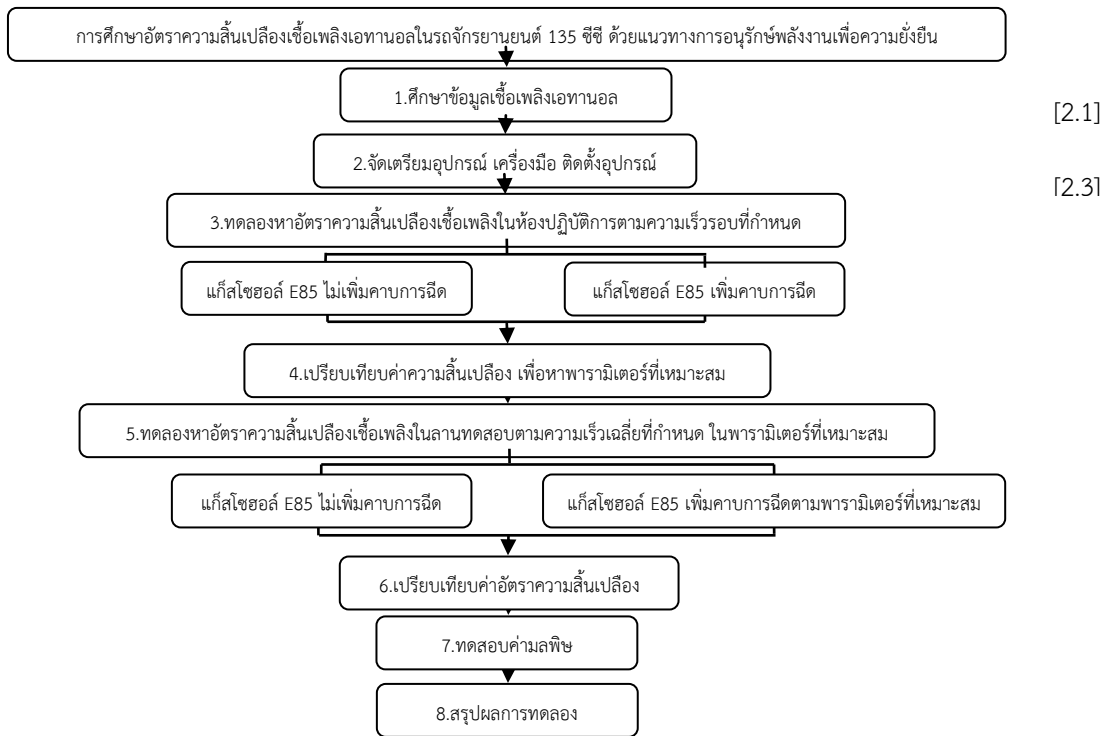 การศึกษาอัตราความสิ้นเปลืองเชื้อเพลิงเอทานอลในรถจักรยานยนต์ 135 ซีซี ด้วยแนวทางการอนุรักษ์พลังงานเพื่อความยั่งยืน
1.ศึกษาข้อมูลเชื้อเพลิงเอทานอล
[2.1]
2.จัดเตรียมอุปกรณ์ เครื่องมือ ติดตั้งอุปกรณ์
[2.3]
3.ทดลองหาอัตราความสิ้นเปลืองเชื้อเพลิงในห้องปฏิบัติการตามความเร็วรอบที่กำหนด
แก็สโซฮอล์ E85 ไม่เพิ่มคาบการฉีด
แก็สโซฮอล์ E85 เพิ่มคาบการฉีด
4.เปรียบเทียบค่าความสิ้นเปลือง เพื่อหาพารามิเตอร์ที่เหมาะสม
5.ทดลองหาอัตราความสิ้นเปลืองเชื้อเพลิงในลานทดสอบตามความเร็วเฉลี่ยที่กำหนด ในพารามิเตอร์ที่เหมาะสม
แก็สโซฮอล์ E85 ไม่เพิ่มคาบการฉีด
แก็สโซฮอล์ E85 เพิ่มคาบการฉีดตามพารามิเตอร์ที่เหมาะสม
6.เปรียบเทียบค่าอัตราความสิ้นเปลือง
7.ทดสอบค่ามลพิษ
8.สรุปผลการทดลอง